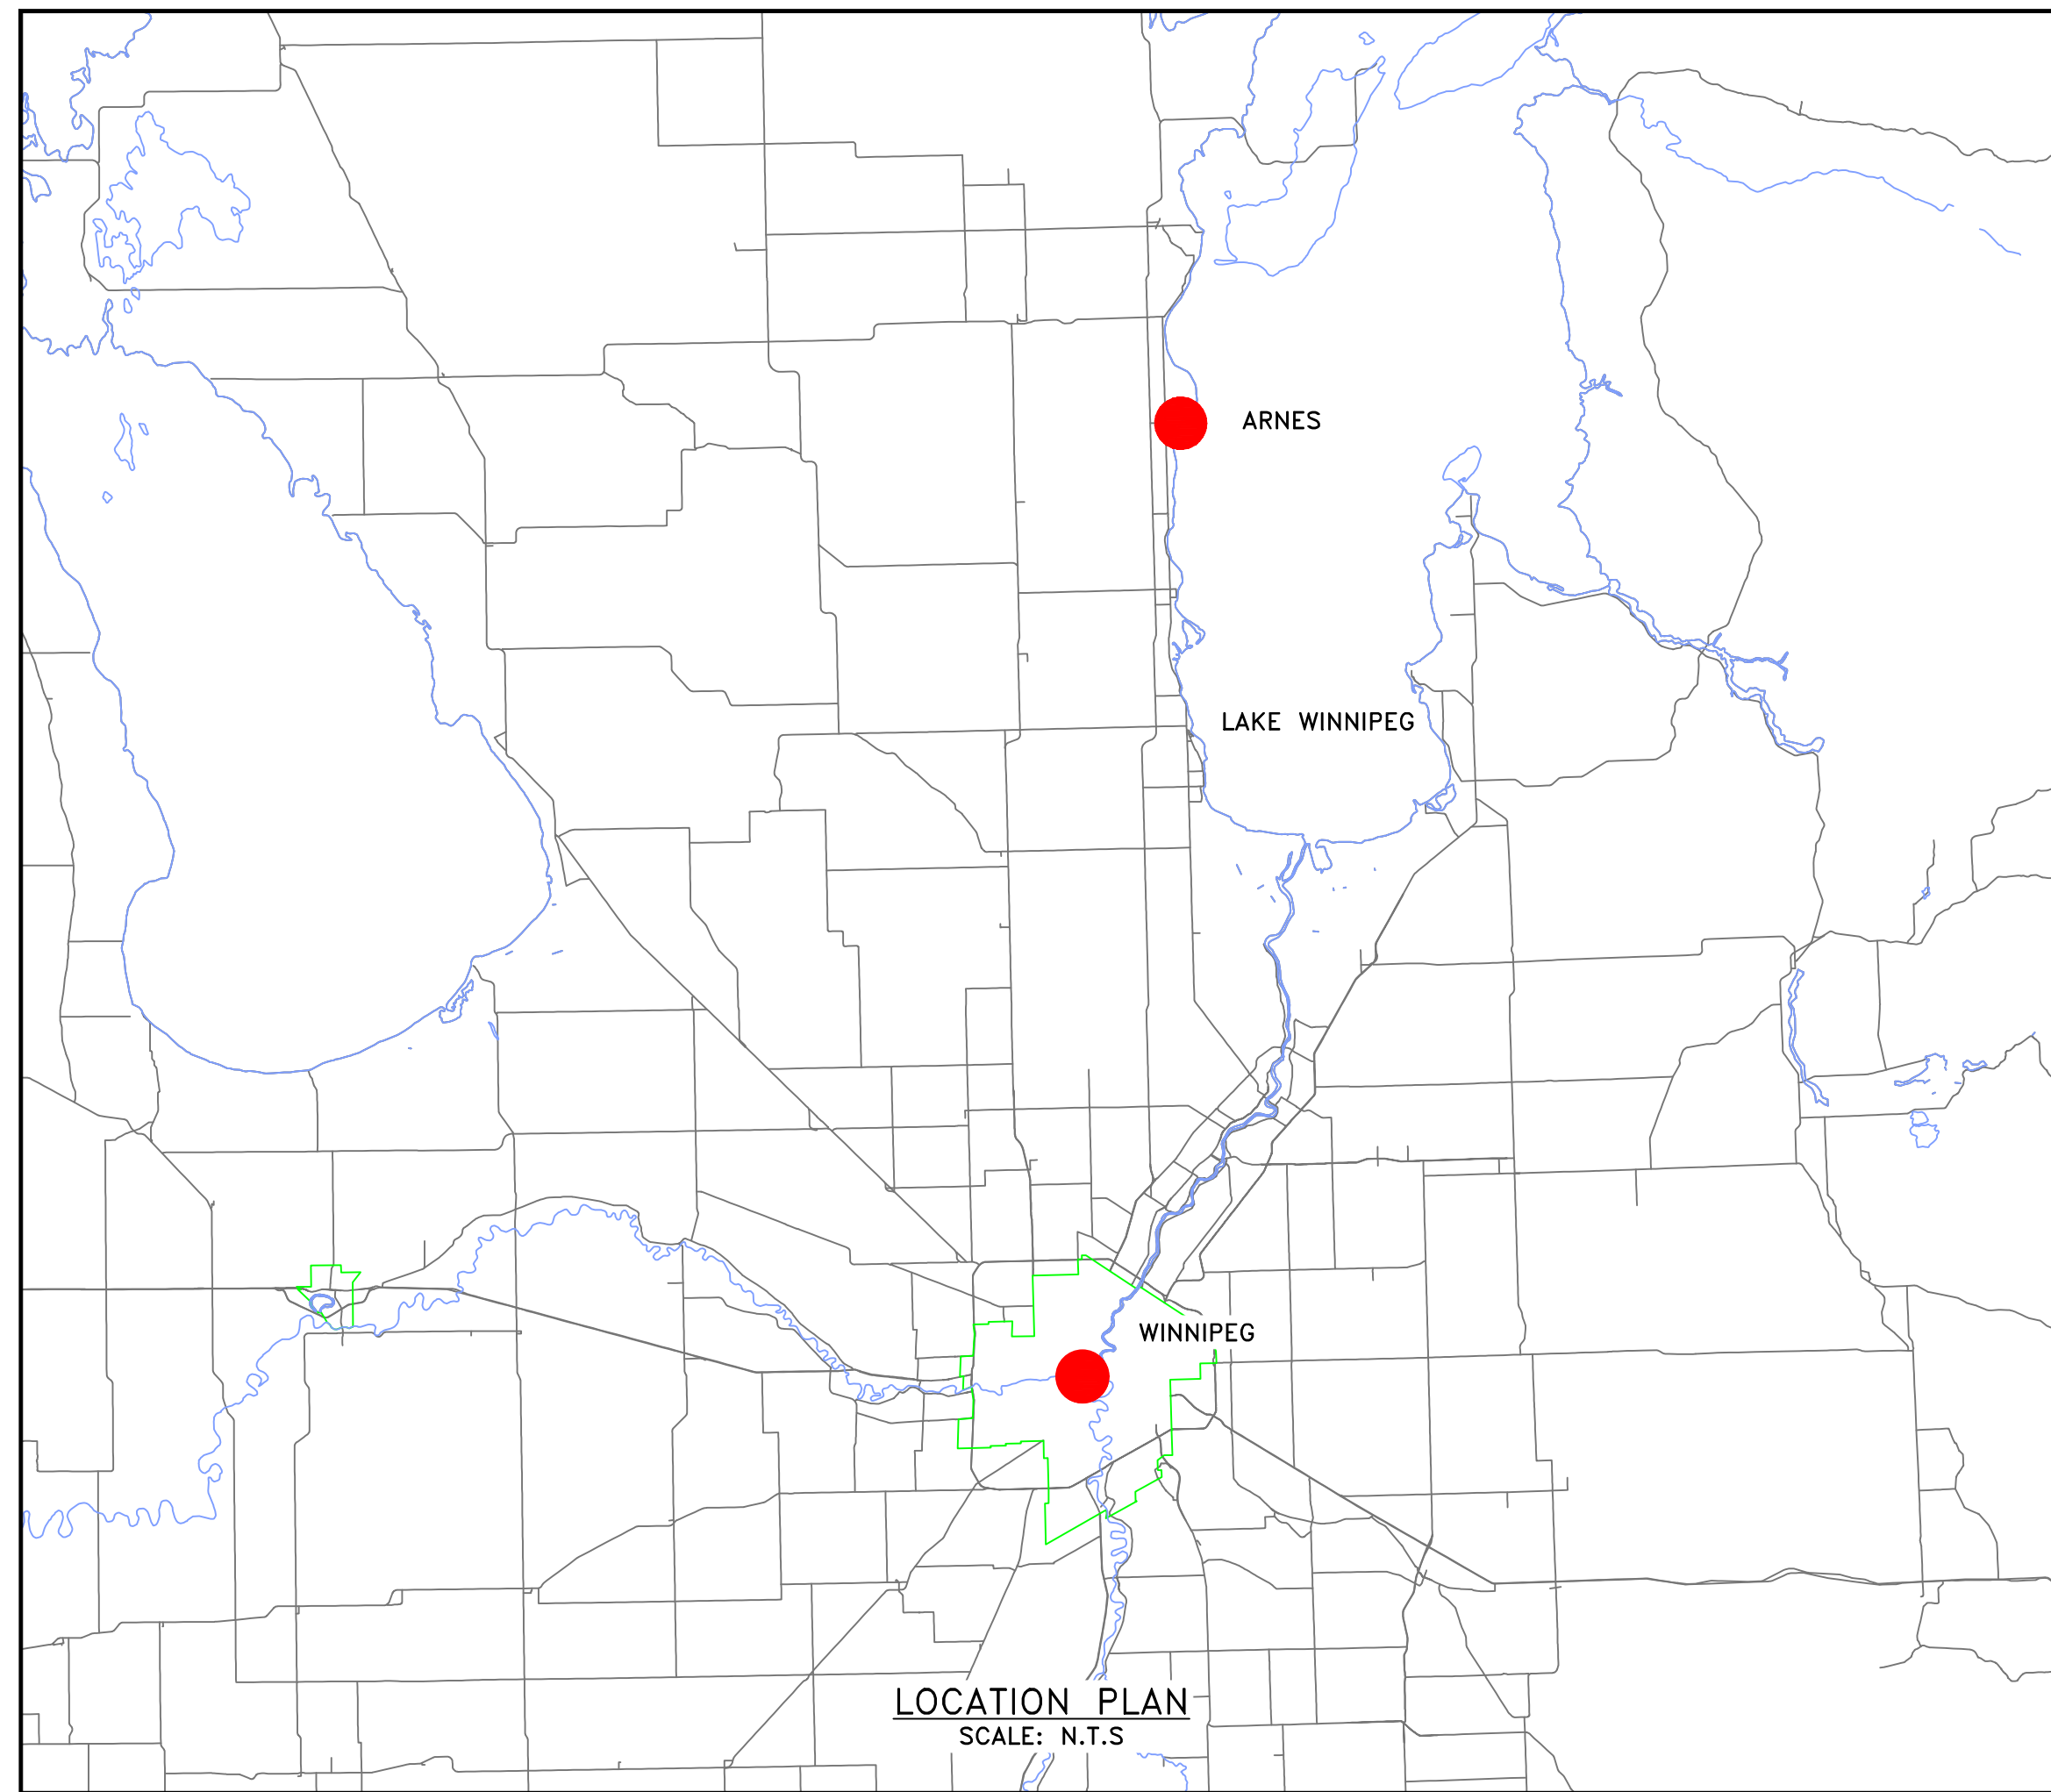 ARNES
LAKE WINNIPEG
WINNIPEG
LOCATION PLAN
SCALE: N.T.S